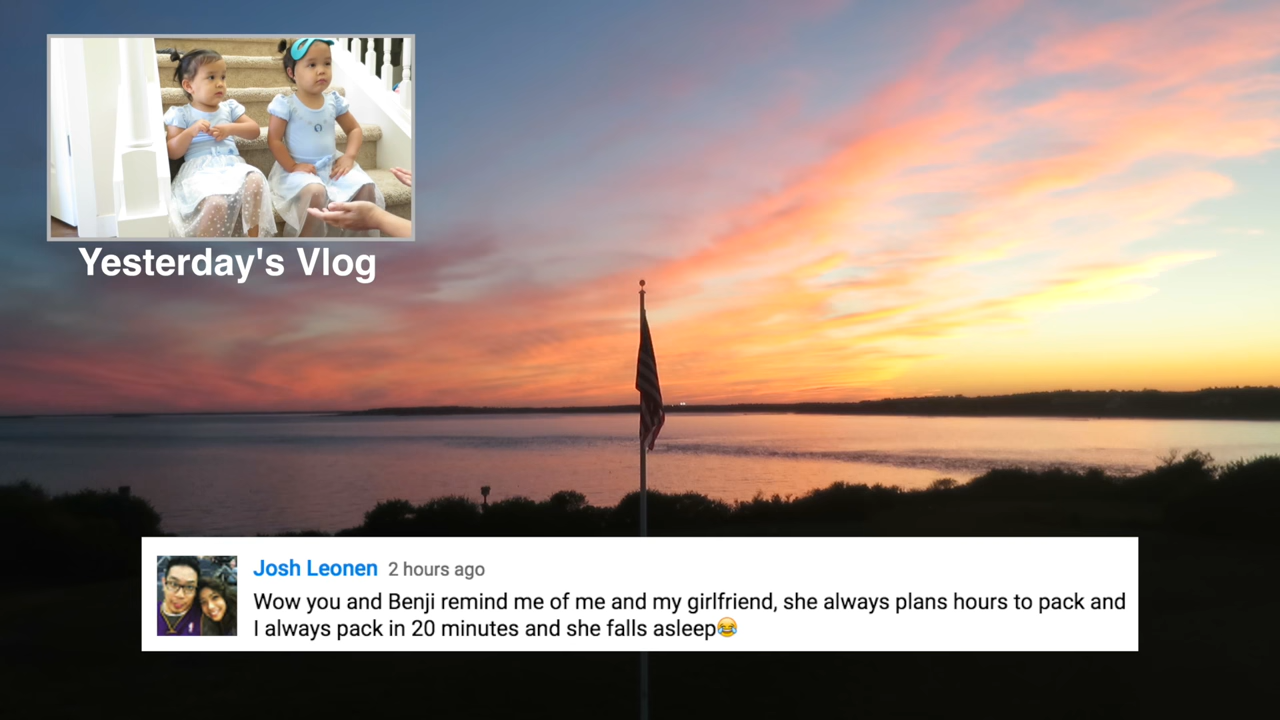 Yesterday's Vlog
Josh Leonen 2 hours ago
Wow you and Benji remind me of me and my girlfriend, she always plans hours to pack and
I always pack in 20 minutes and she falls asleep😂